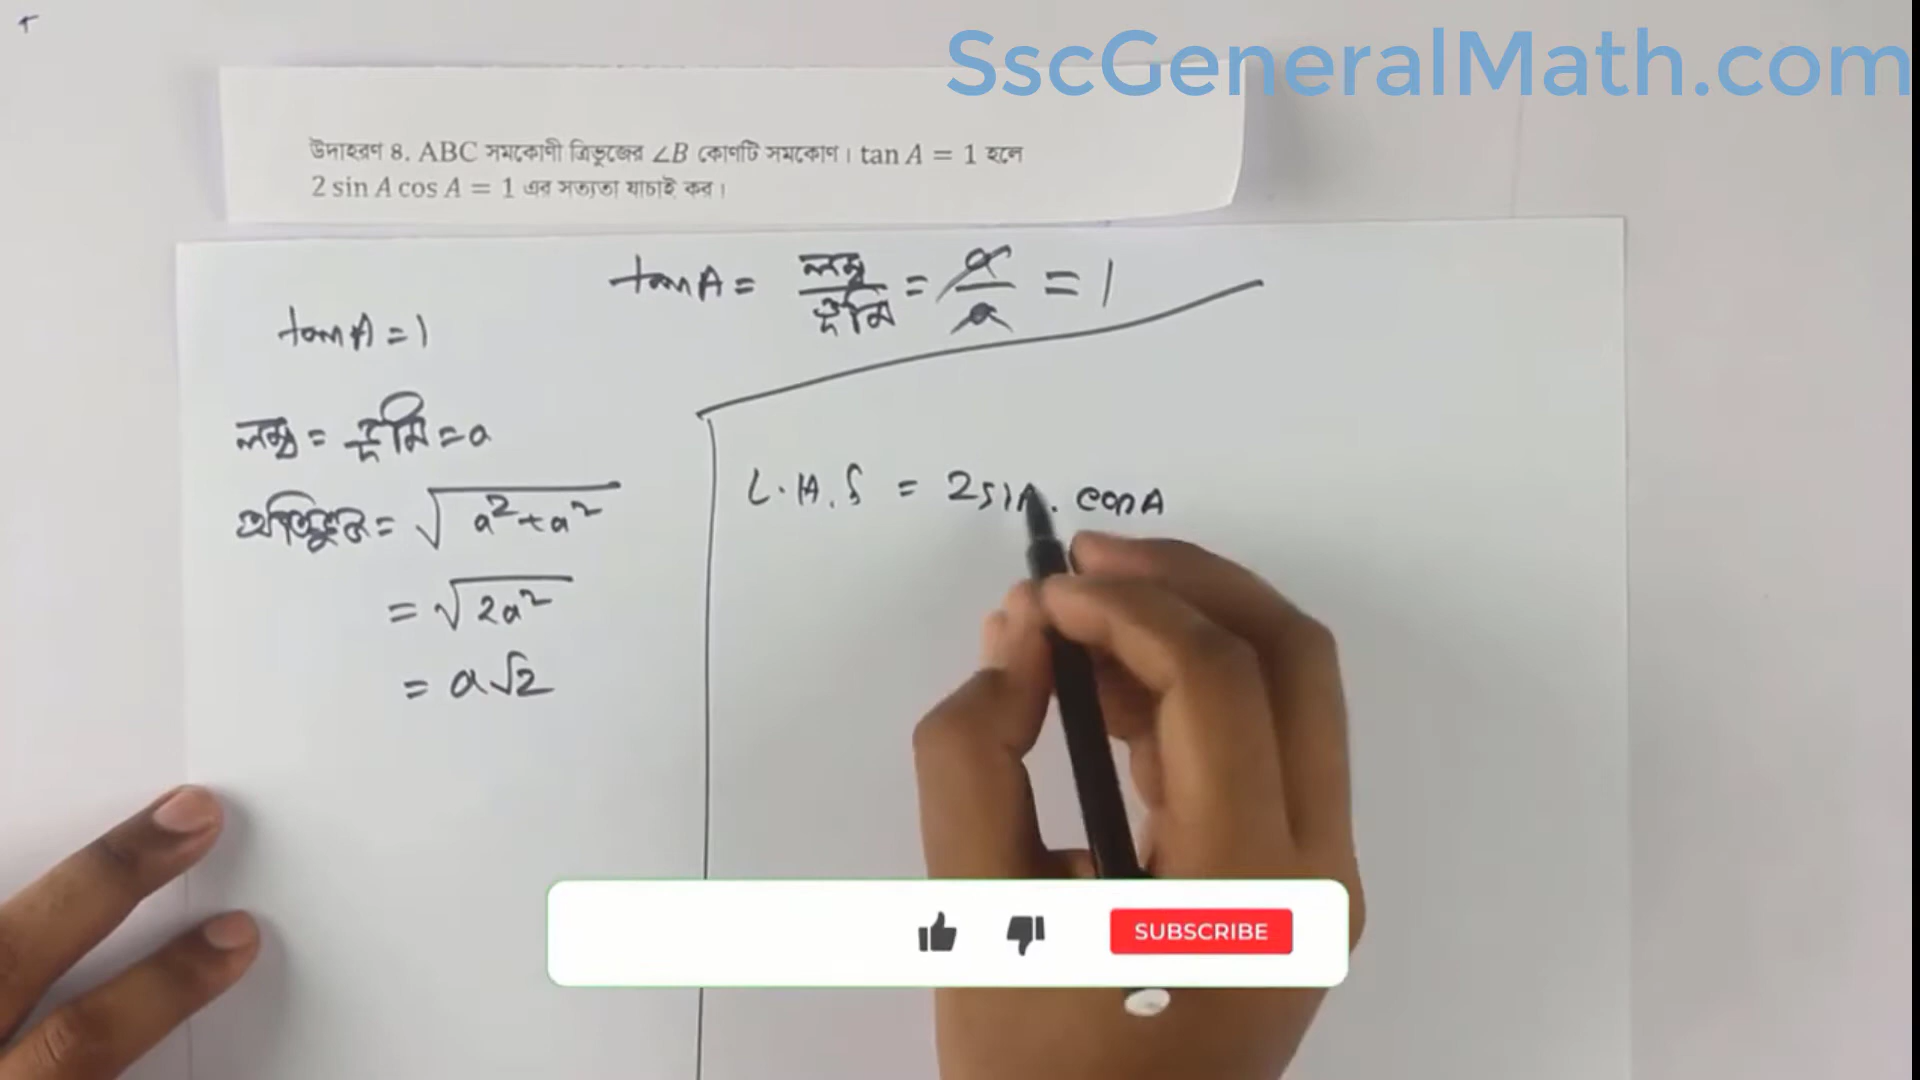 SscGeneralMath.com
উদাহরণ 8. ABC সমকোণী ত্রিভুজের ∠B কোণটি সমকোণ। tan A = 1 হলে
2 sin A cos A = 1 এর সত্যতা যাচাই কর।
tanA = লম্ব/ভূমি = a/a = 1
tanA = 1
লম্ব = ভূমি = a
অতিভুজ = √(a²+a²)
= √(2a²)
= a√2
L.H.S = 2sinA. cosA
SUBSCRIBE